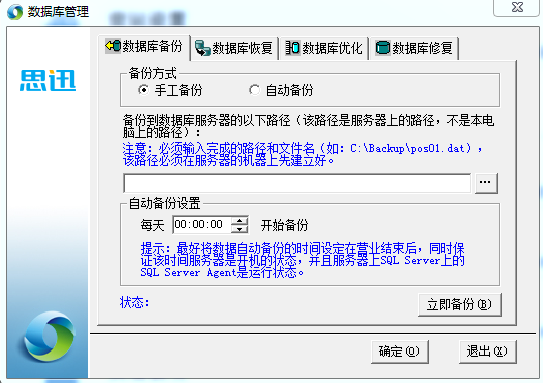 数据库管理
思迅
数据库备份
数据库恢复
数据库优化
数据库修复
备份方式
手工备份
自动备份
备份到数据库服务器的以下路径（该路径是服务器上的路径，不是本电
脑上的路径）：
注意：必须输入完成的路径和文件名（如：C:\Backup\pos01.dat），
该路径必须在服务器的机器上先建立好。
...
自动备份设置
每天 00:00:00 开始备份
提示：最好将数据自动备份的时间设定在营业结束后，同时保
证该时间服务器是开机的状态，并且服务器上SQL Server上的
SQL Server Agent是运行状态。
状态：
立即备份(B)
确定(O)
退出(X)